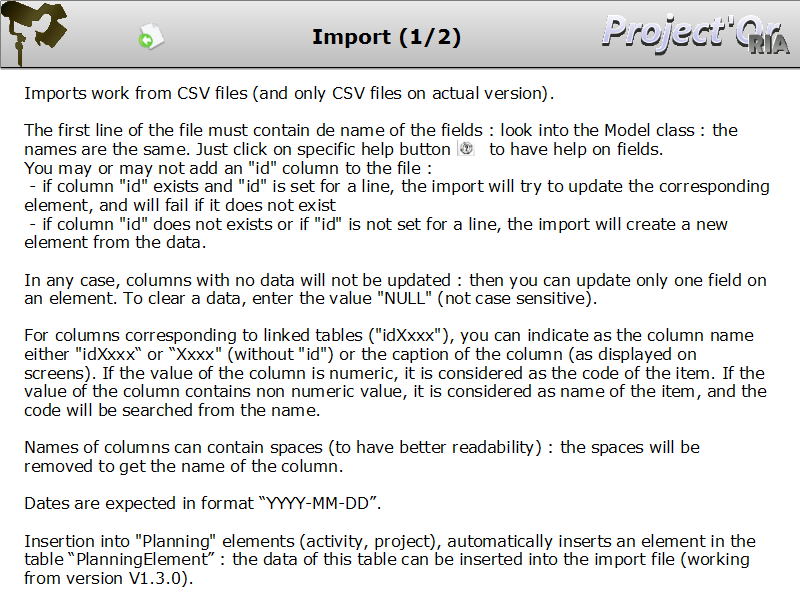 Import (1/2)
Project'Or
RIA
Imports work from CSV files (and only CSV files on actual version).
The first line of the file must contain de name of the fields : look into the Model class : the
names are the same. Just click on specific help button to have help on fields.
You may or may not add an "id" column to the file :
- if column "id" exists and "id" is set for a line, the import will try to update the corresponding
element, and will fail if it does not exist
- if column "id" does not exists or if "id" is not set for a line, the import will create a new
element from the data.
In any case, columns with no data will not be updated : then you can update only one field on
an element. To clear a data, enter the value "NULL" (not case sensitive).
For columns corresponding to linked tables ("idXxxx"), you can indicate as the column name
either "idXxxx“ or “Xxxx" (without "id") or the caption of the column (as displayed on
screens). If the value of the column is numeric, it is considered as the code of the item. If the
value of the column contains non numeric value, it is considered as name of the item, and the
code will be searched from the name.
Names of columns can contain spaces (to have better readability) : the spaces will be
removed to get the name of the column.
Dates are expected in format “YYYY-MM-DD”.
Insertion into "Planning" elements (activity, project), automatically inserts an element in the
table “PlanningElement” : the data of this table can be inserted into the import file (working
from version V1.3.0).